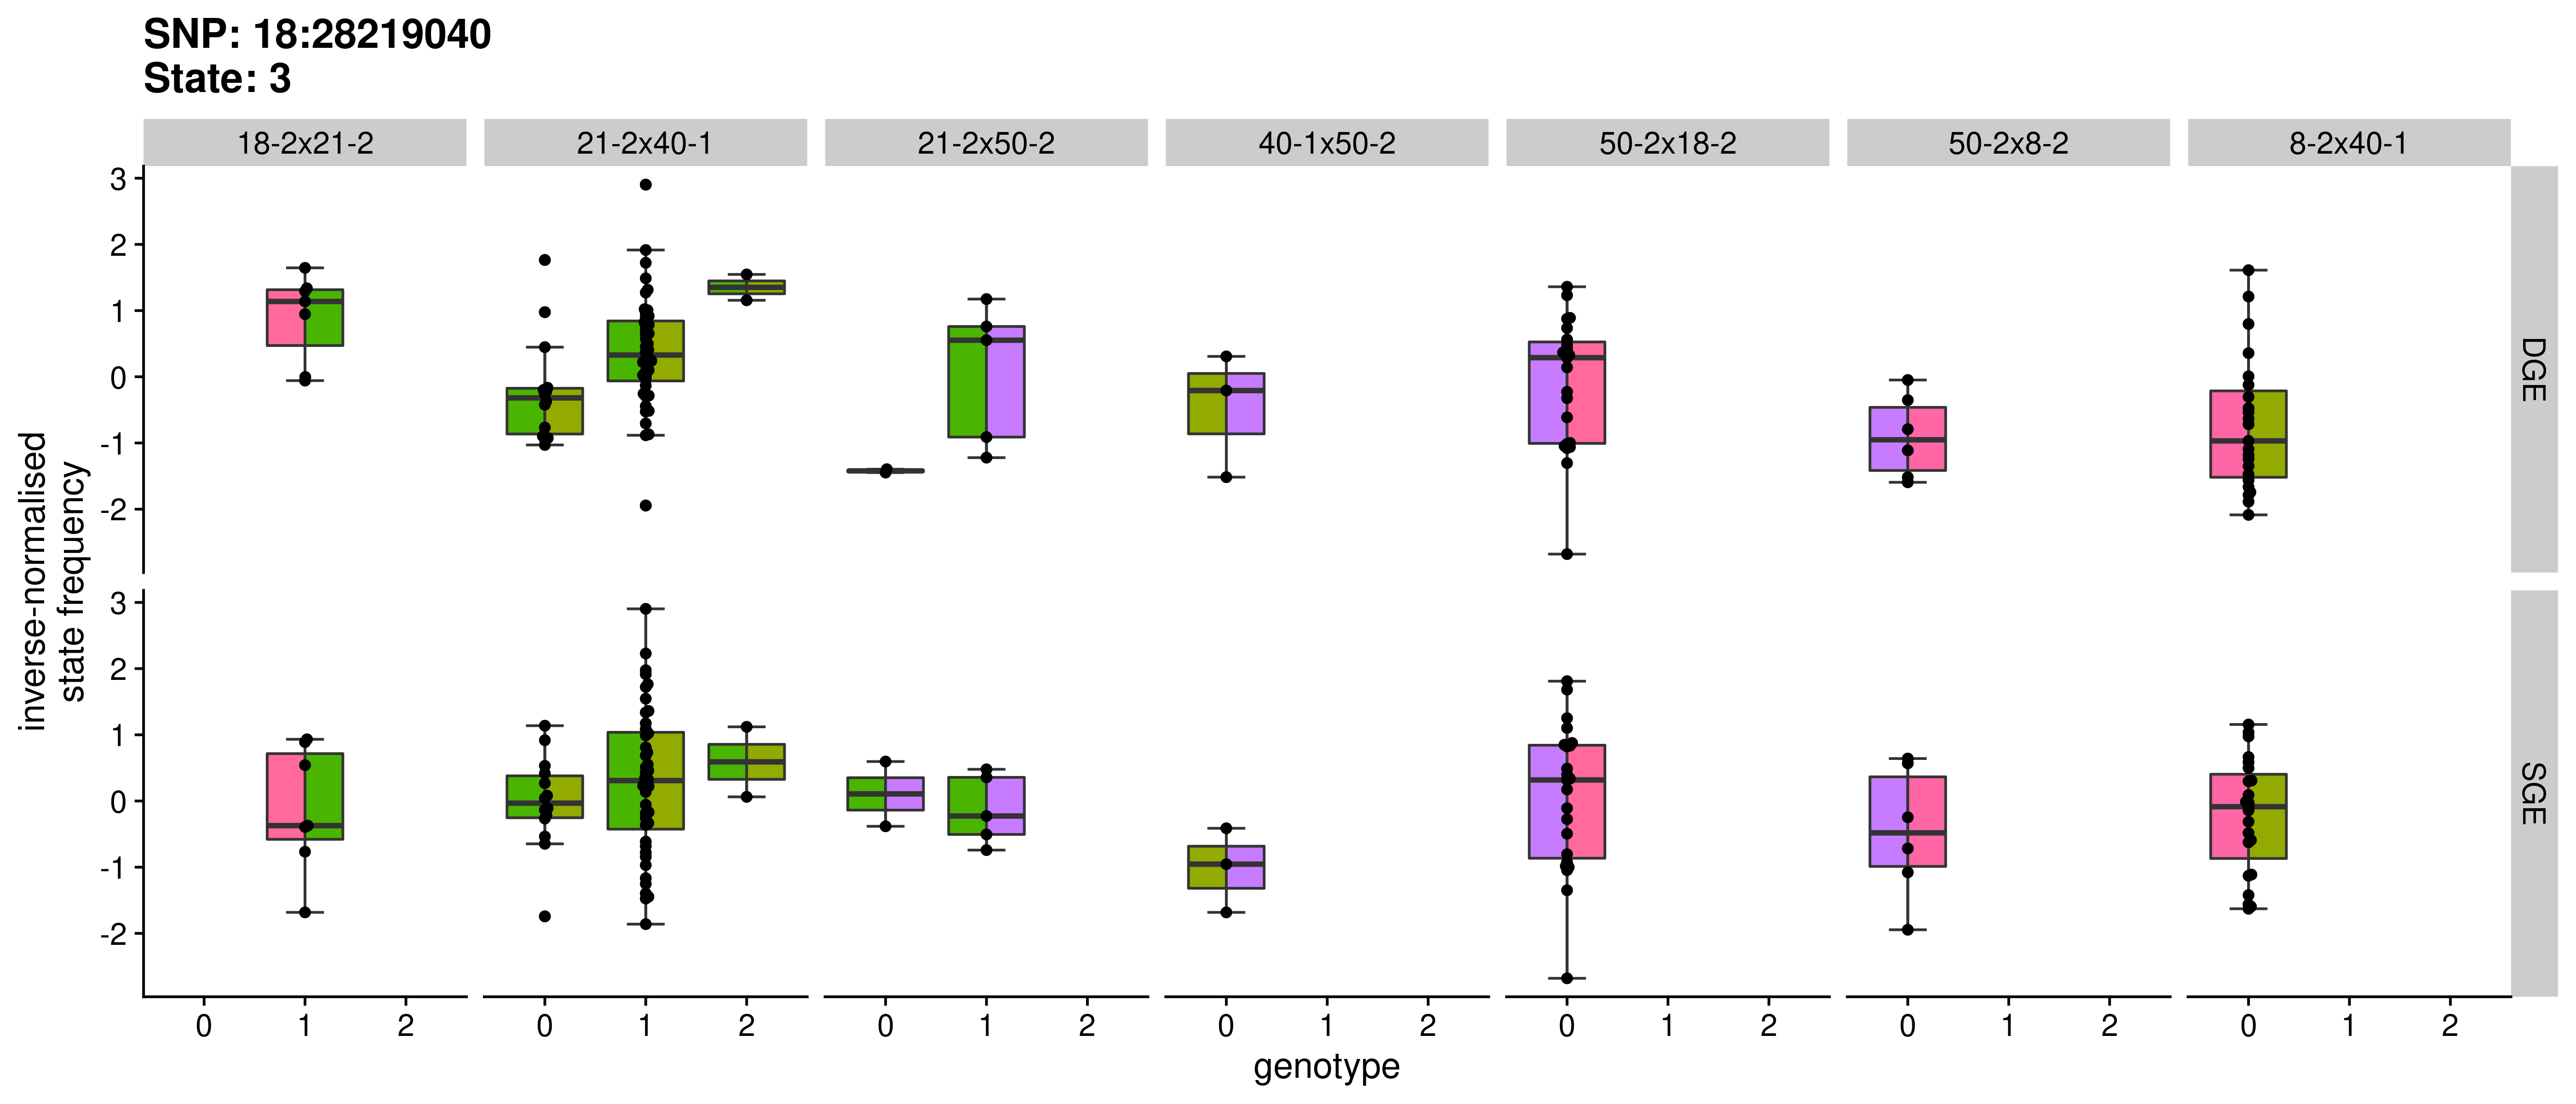 SNP: 18:28219040
State: 3
18-2x21-2 21-2x40-1 21-2x50-2 40-1x50-2 50-2x18-2 50-2x8-2 8-2x40-1
inverse-normalised
state frequency
3
2
1
0
-1
-2
DGE
3
2
1
0
-1
-2
SGE
0 1 2 0 1 2 0 1 2 0 1 2 0 1 2 0 1 2 0 1 2
genotype